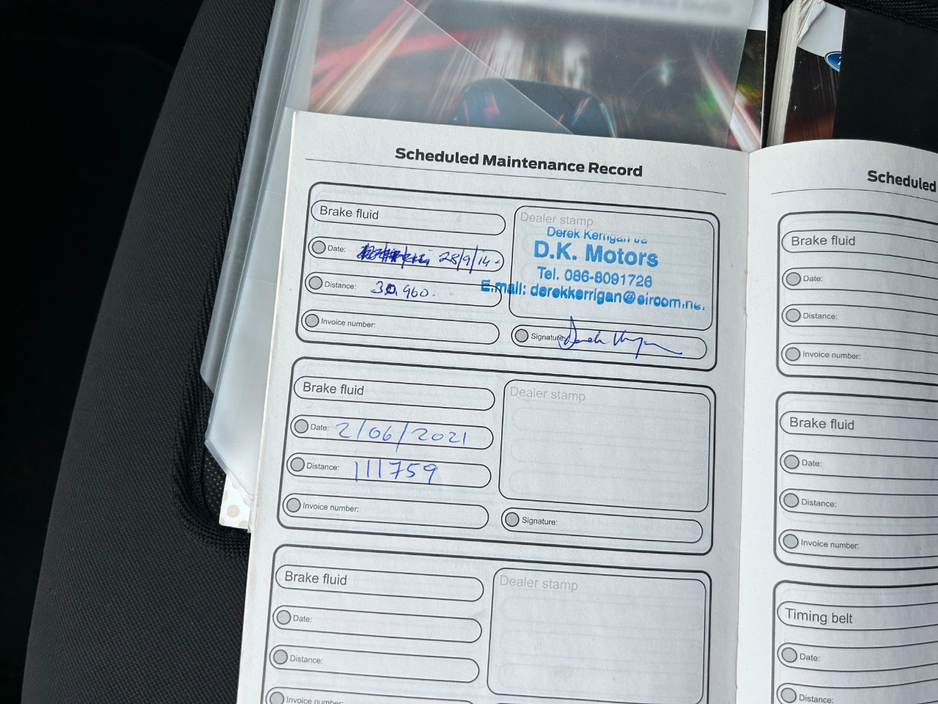 Scheduled Maintenance Record
Brake fluid
Date: 28/9/14.
Distance: 30,960.
Invoice number:
Dealer stamp
Derek Kerrigan
D.K. Motors
Tel. 086-8091726
E.mail: derekkerrigan@eircom.net
Signature:
Brake fluid
Date: 2/06/2021
Distance: 111759
Invoice number:
Dealer stamp
Signature:
Brake fluid
Date:
Distance:
Invoice number:
Dealer stamp
Scheduled
Brake fluid
Date:
Distance:
Invoice number:
Brake fluid
Date:
Distance:
Invoice number:
Timing belt
Date:
Distance: